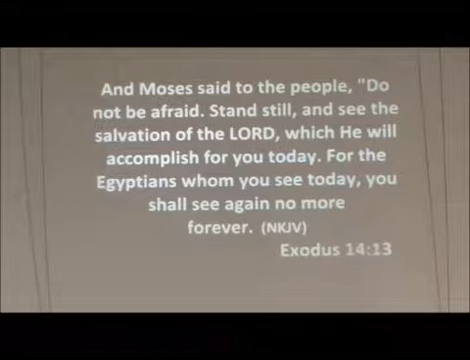 And Moses said to the people, "Do
not be afraid. Stand still, and see the
salvation of the LORD, which He will
accomplish for you today. For the
Egyptians whom you see today, you
shall see again no more
forever. (NKJV)
Exodus 14:13